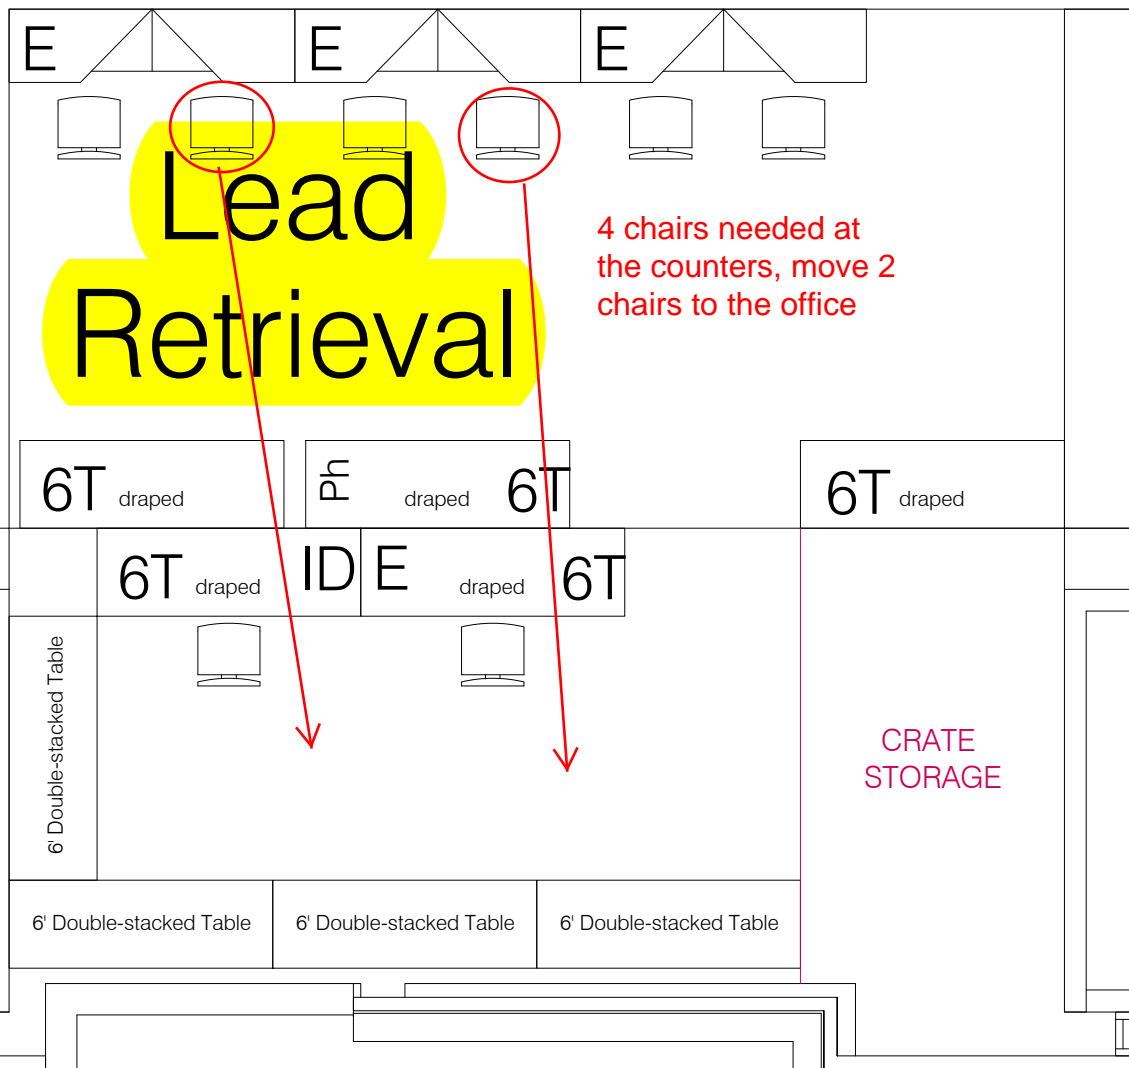 E
E
E
Lead
Retrieval
4 chairs needed at
the counters, move 2
chairs to the office
6T draped
Ph draped 6T
6T draped
6T draped ID
E draped 6T
6' Double-stacked Table
CRATE
STORAGE
6' Double-stacked Table
6' Double-stacked Table
6' Double-stacked Table